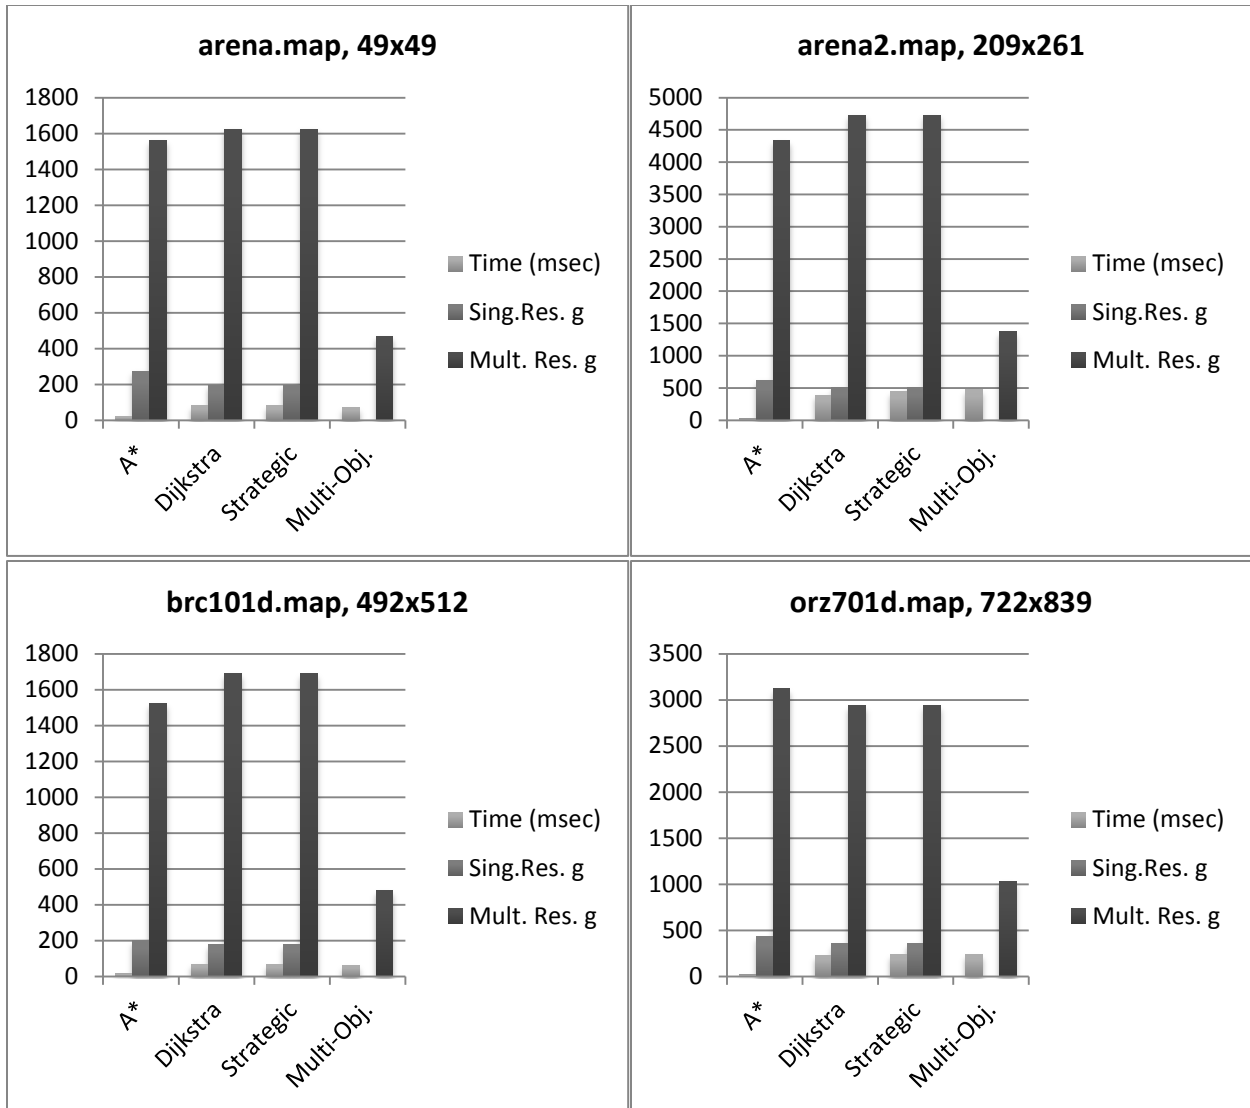 arena.map, 49x49
1800
1600
1400
1200
1000
800
600
400
200
0
A*
Dijkstra
Strategic
Multi-Obj.
Time (msec)
Sing.Res. g
Mult. Res. g
arena2.map, 209x261
5000
4500
4000
3500
3000
2500
2000
1500
1000
500
0
A*
Dijkstra
Strategic
Multi-Obj.
Time (msec)
Sing.Res. g
Mult. Res. g
brc101d.map, 492x512
1800
1600
1400
1200
1000
800
600
400
200
0
A*
Dijkstra
Strategic
Multi-Obj.
Time (msec)
Sing.Res. g
Mult. Res. g
orz701d.map, 722x839
3500
3000
2500
2000
1500
1000
500
0
A*
Dijkstra
Strategic
Multi-Obj.
Time (msec)
Sing.Res. g
Mult. Res. g